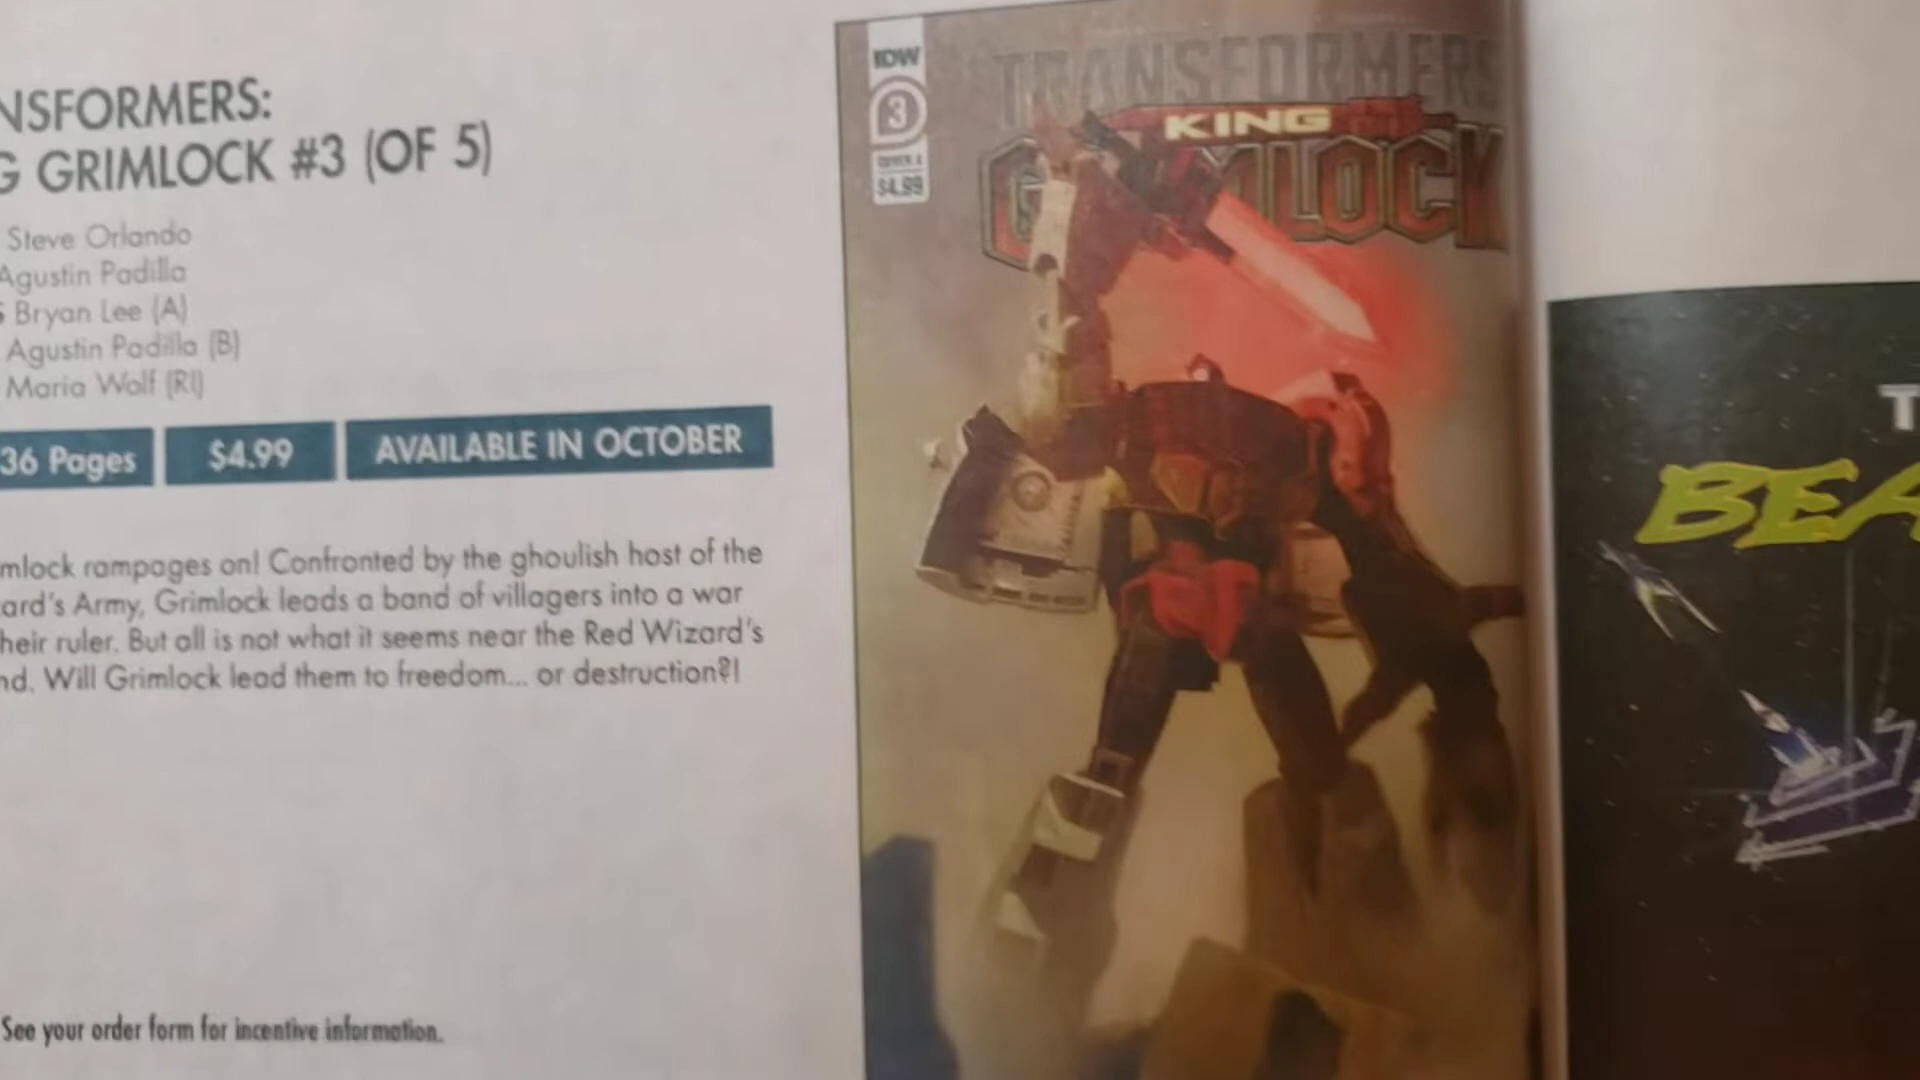 NSFORMERS:
G GRIMLOCK #3 (OF 5)
Steve Orlando
Agustin Padilla
S Bryan Lee (A)
Agustin Padilla (B)
Maria Wolf (RI)
36 Pages
$4.99
AVAILABLE IN OCTOBER
mlock rampages on! Confronted by the ghoulish host of the
ard's Army, Grimlock leads a band of villagers into a war
heir ruler. But all is not what it seems near the Red Wizard's
nd. Will Grimlock lead them to freedom... or destruction?!
See your order form for incentive information.
IDW
3
COVER A
$4.99
TRANSFORMERS
KING
GRIMLOCK
T
BEA